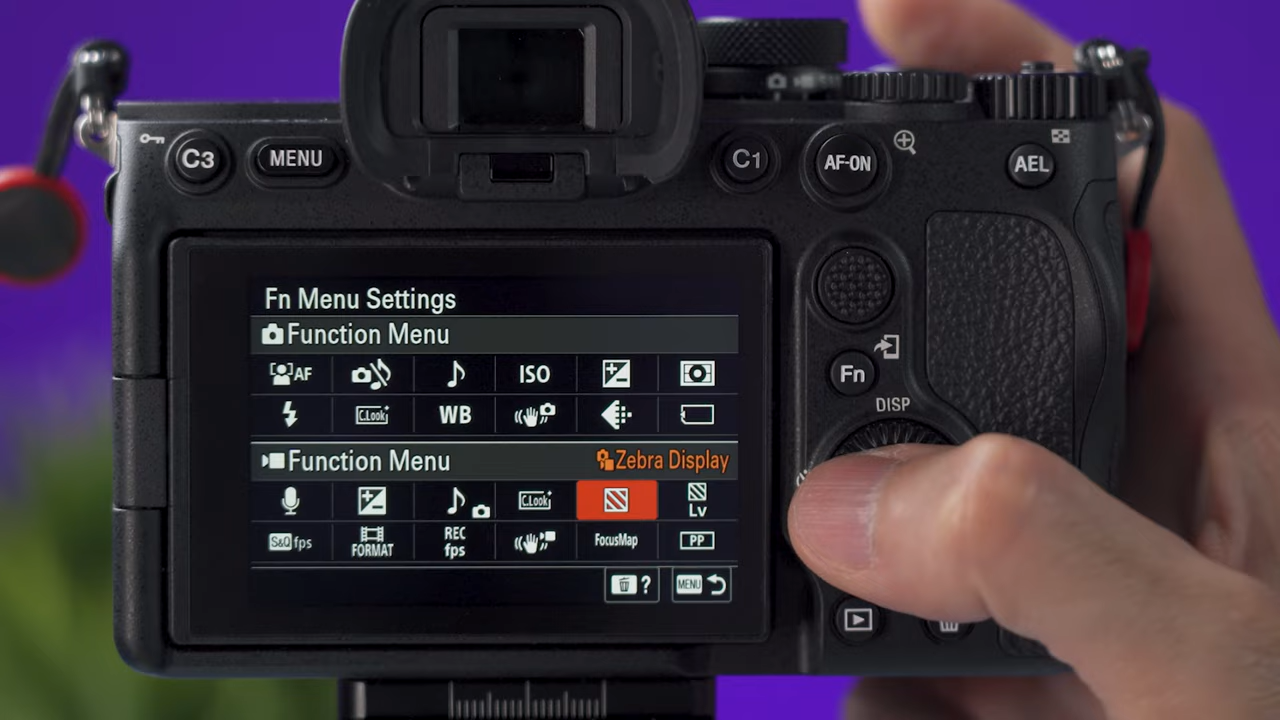 C3
MENU
C1
AF-ON
AEL
Fn Menu Settings
Function Menu
AF
ISO
C.Look
WB
Function Menu
Zebra Display
C.Look
Lv
S&Q fps
FORMAT
REC
fps
FocusMap
PP
?
MENU
Fn
DISP